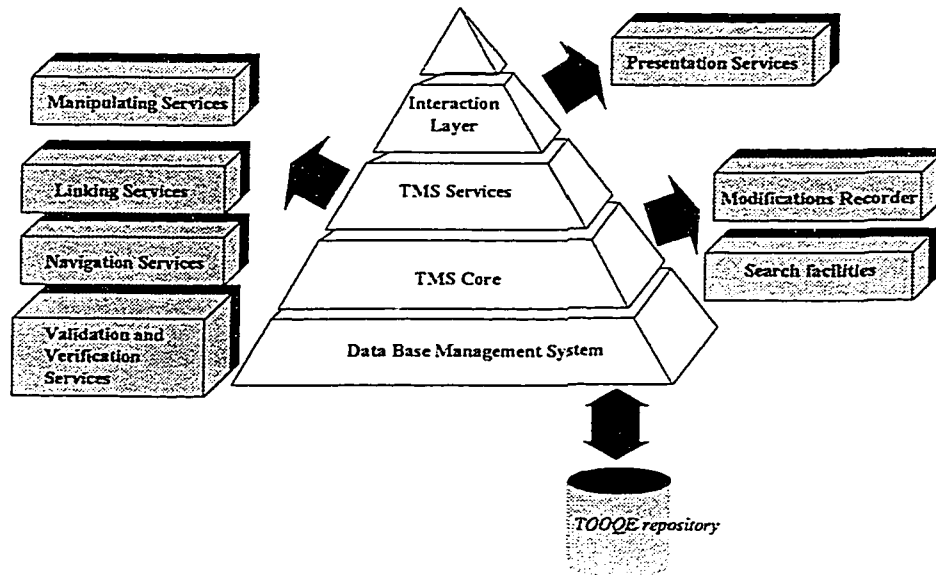 Presentation Services
Manipulating Services
Interaction
Layer
Linking Services
TMS Services
Modifications Recorder
Navigation Services
TMS Core
Search facilities
Validation and
Verification
Services
Data Base Management System
TOOQE repository